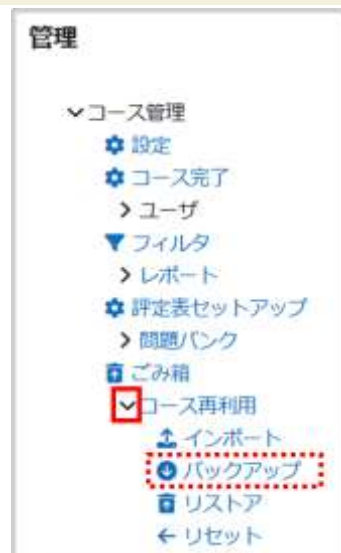 管理
コース管理
設定
コース完了
ユーザ
フィルタ
レポート
評定表セットアップ
問題バンク
ごみ箱
コース再利用
インポート
バックアップ
リストア
リセット